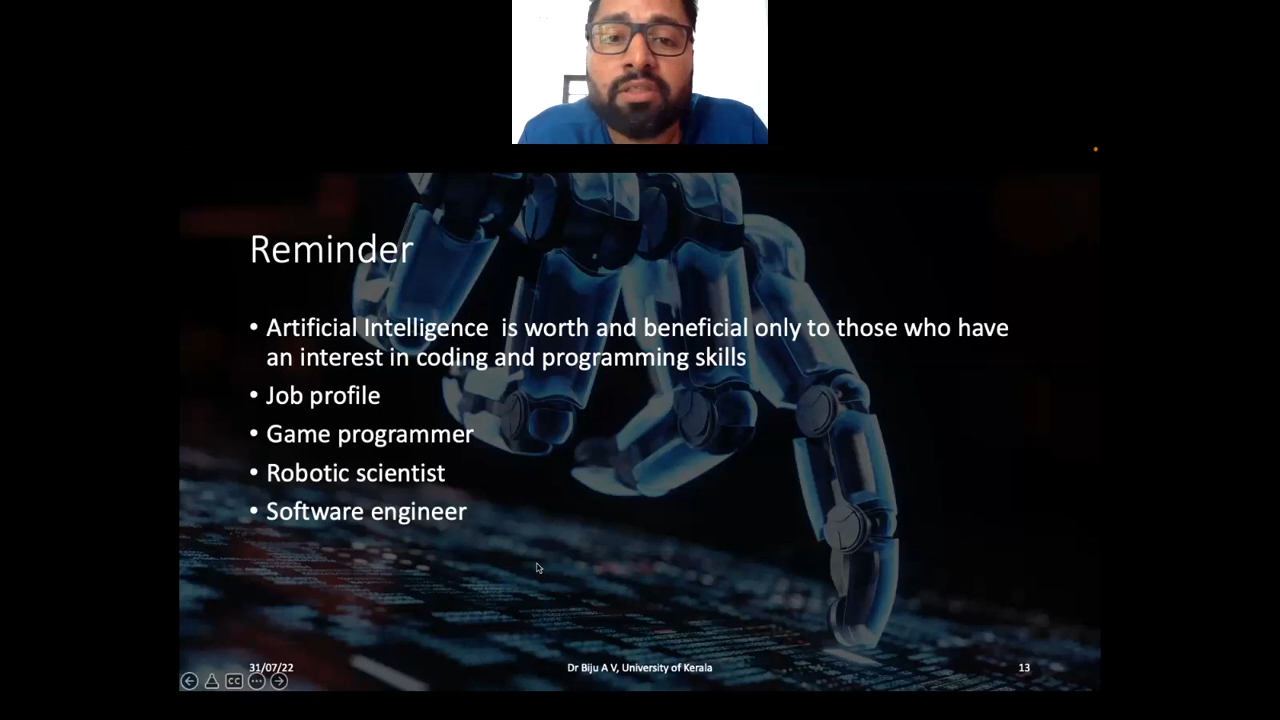 Reminder
• Artificial Intelligence  is worth and beneficial only to those who have
an interest in coding and programming skills
• Job profile
• Game programmer
• Robotic scientist
• Software engineer
31/07/22
Dr Biju A V, University of Kerala
13
CC